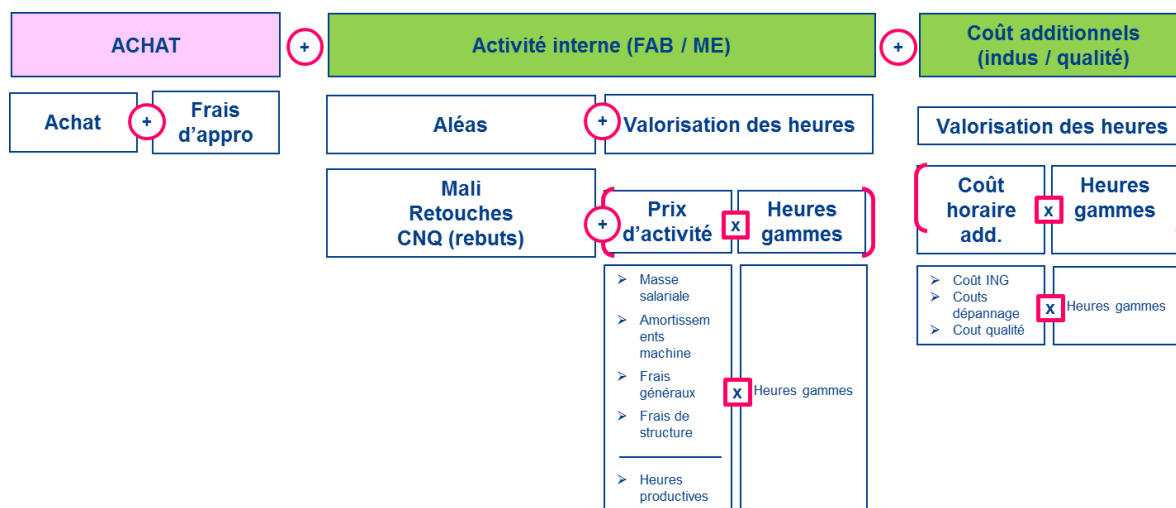 ACHAT
+
Activité interne (FAB / ME)
+
Coût additionnels
(indus / qualité)
Achat
+
Frais
d'appro
Aléas
+
Valorisation des heures
Valorisation des heures
Mali
Retouches
CNQ (rebuts)
+
Prix
d'activité
x
Heures
gammes
Coût
horaire
add.
x
Heures
gammes
Masse
salariale
Amortissem
ents
machine
Frais
généraux
Frais de
structure
Heures
productives
x
Heures gammes
Coût ING
Couts
dépannage
Cout qualité
x
Heures gammes